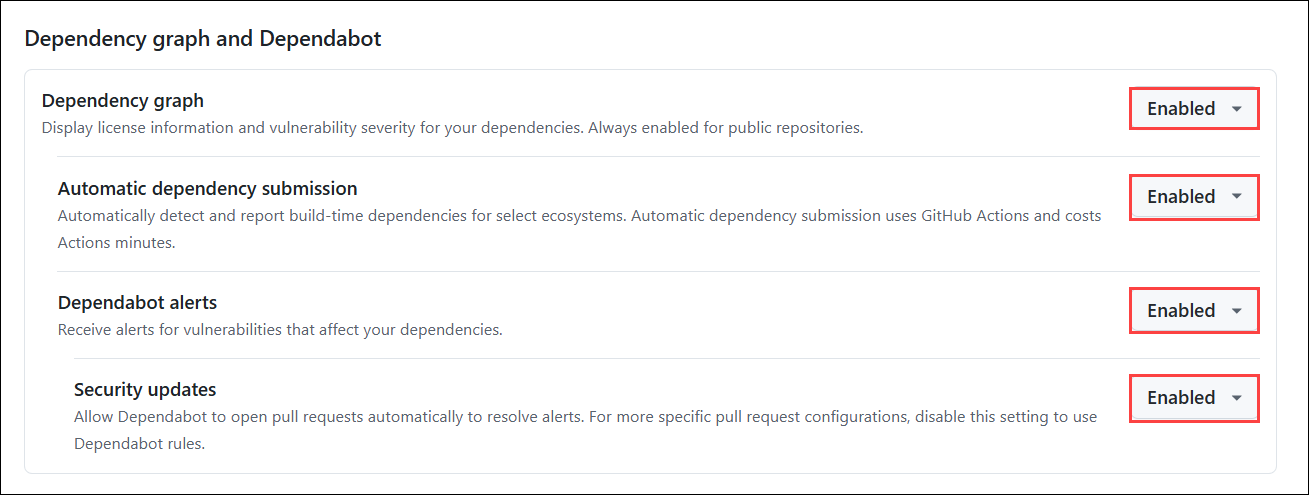 Dependency graph and Dependabot
Dependency graph
Enabled
Display license information and vulnerability severity for your dependencies. Always enabled for public repositories.
Automatic dependency submission
Enabled
Automatically detect and report build-time dependencies for select ecosystems. Automatic dependency submission uses GitHub Actions and costs
Actions minutes.
Dependabot alerts
Enabled
Receive alerts for vulnerabilities that affect your dependencies.
Security updates
Enabled
Allow Dependabot to open pull requests automatically to resolve alerts. For more specific pull request configurations, disable this setting to use
Dependabot rules.